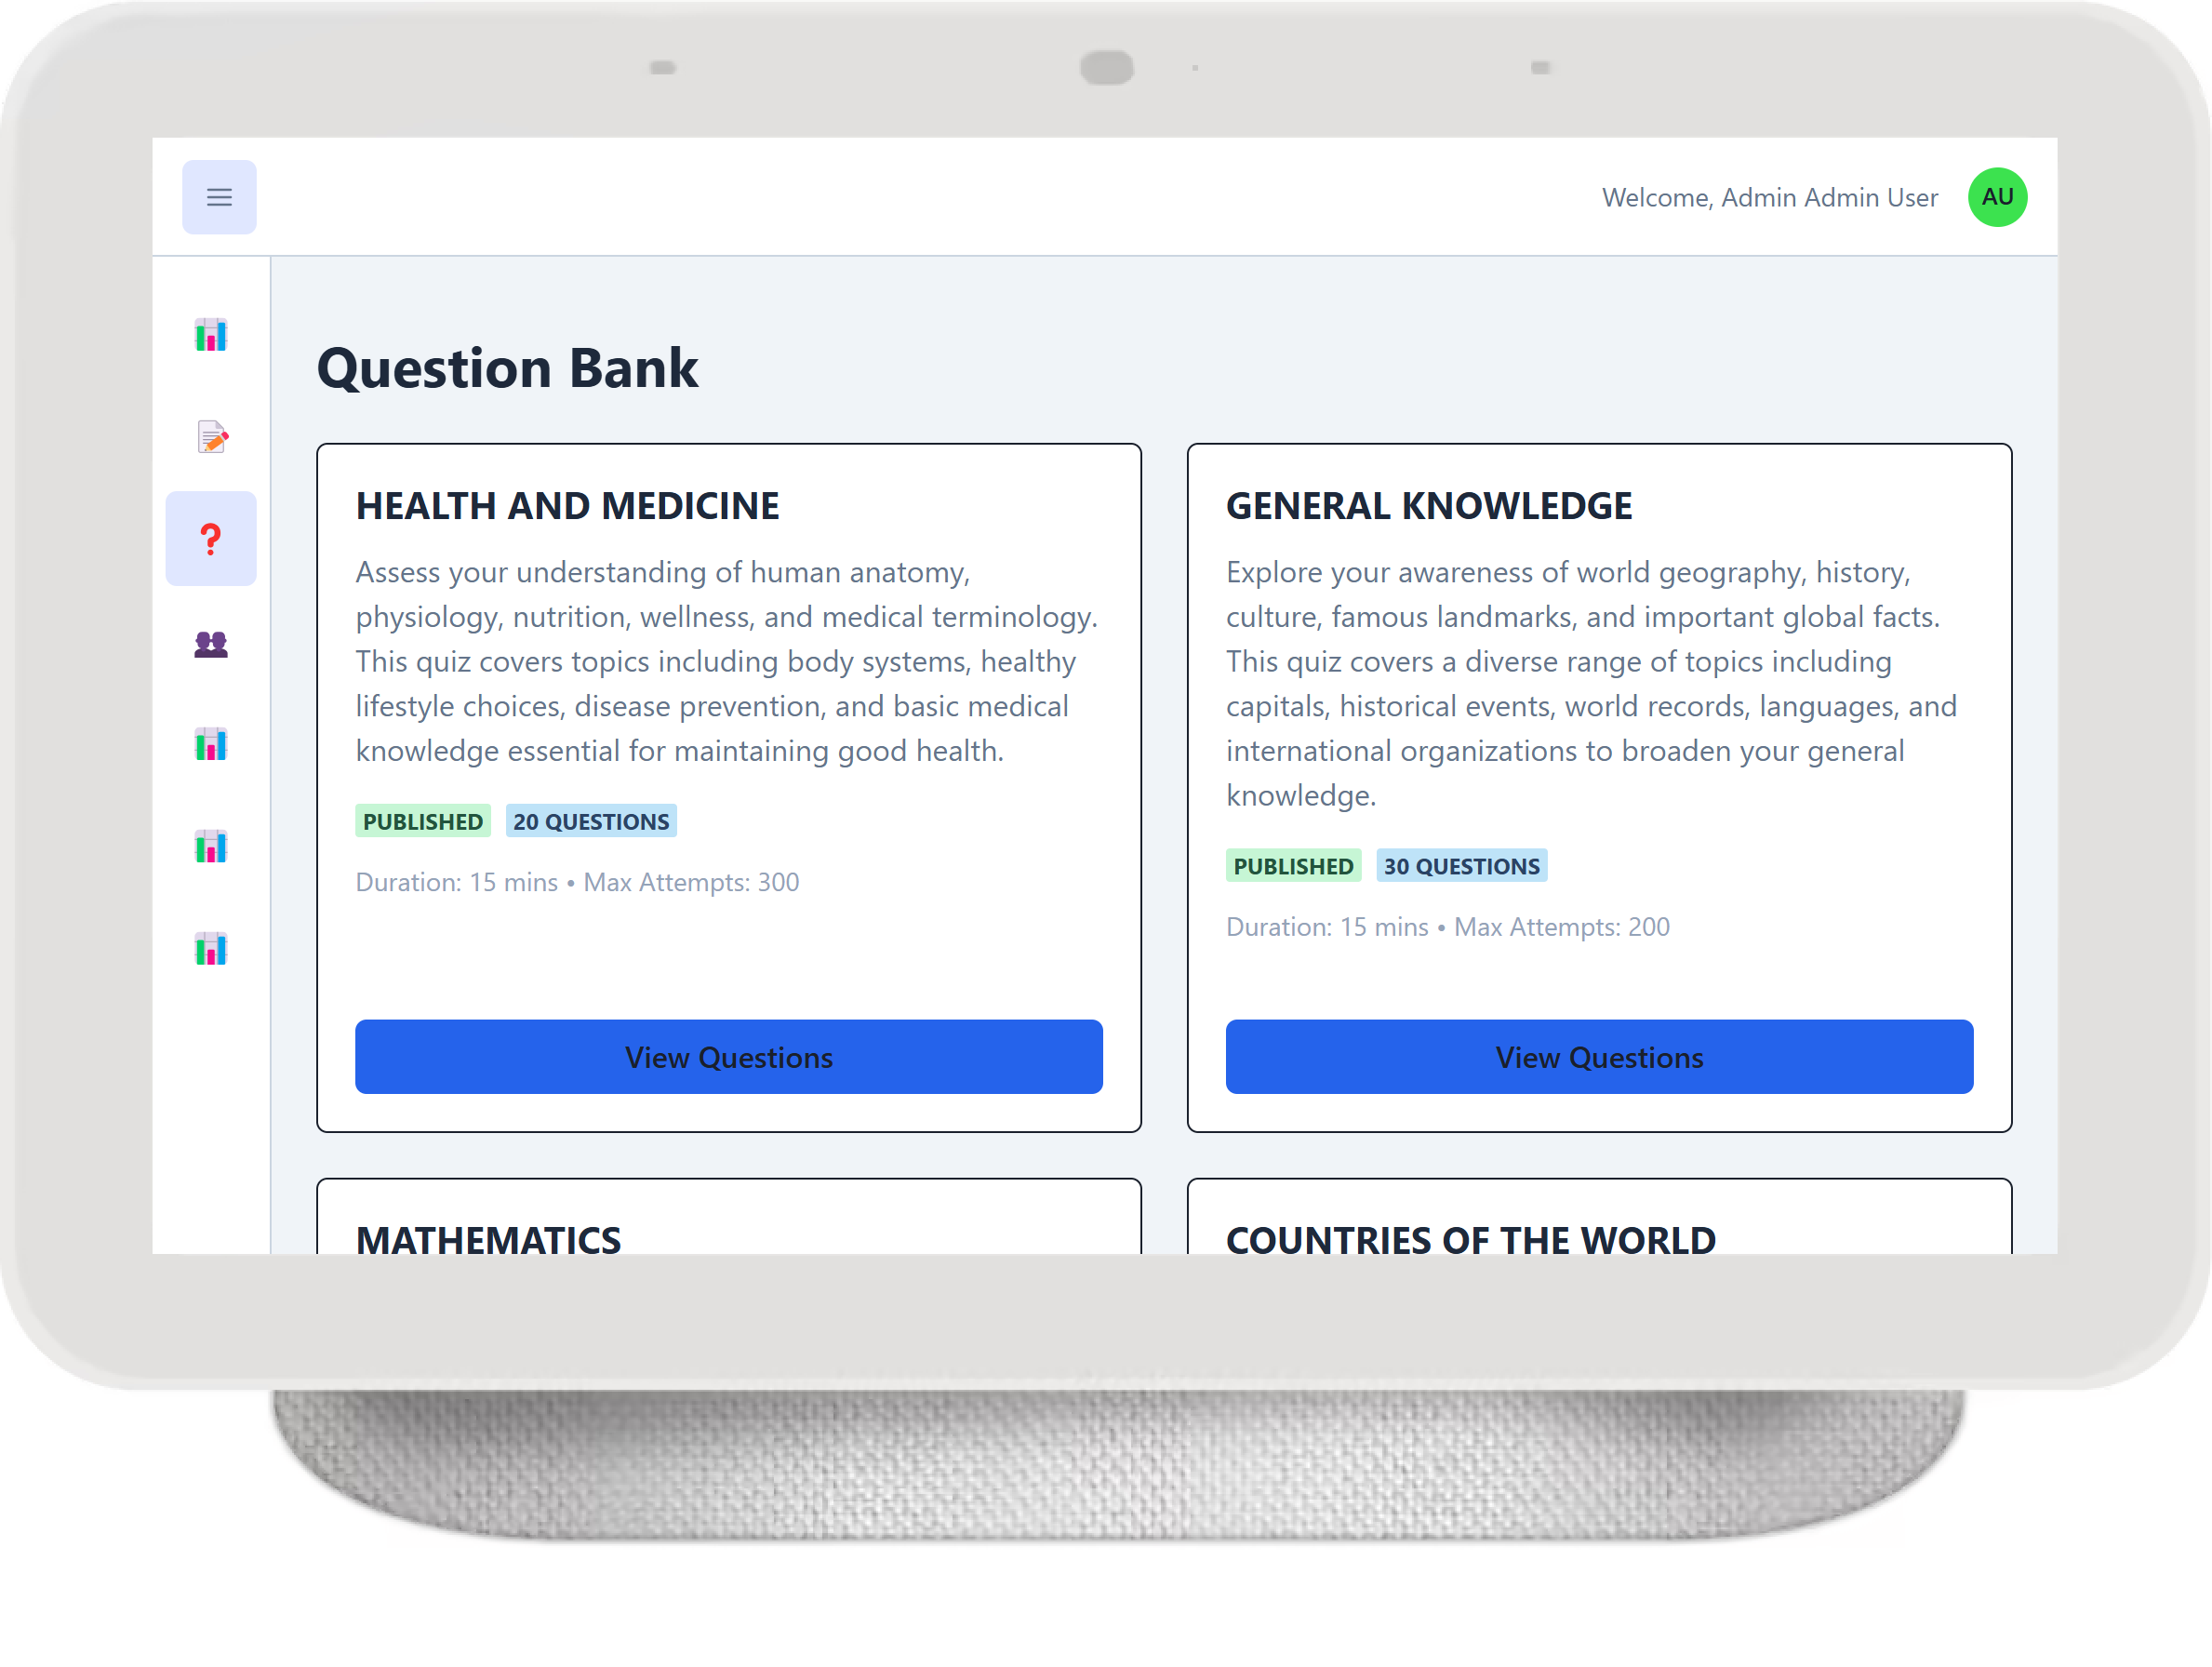 Welcome, Admin Admin User
AU
Question Bank
HEALTH AND MEDICINE
Assess your understanding of human anatomy,
physiology, nutrition, wellness, and medical terminology.
This quiz covers topics including body systems, healthy
lifestyle choices, disease prevention, and basic medical
knowledge essential for maintaining good health.
PUBLISHED
20 QUESTIONS
Duration: 15 mins • Max Attempts: 300
View Questions
GENERAL KNOWLEDGE
Explore your awareness of world geography, history,
culture, famous landmarks, and important global facts.
This quiz covers a diverse range of topics including
capitals, historical events, world records, languages, and
international organizations to broaden your general
knowledge.
PUBLISHED
30 QUESTIONS
Duration: 15 mins • Max Attempts: 200
View Questions
MATHEMATICS
COUNTRIES OF THE WORLD